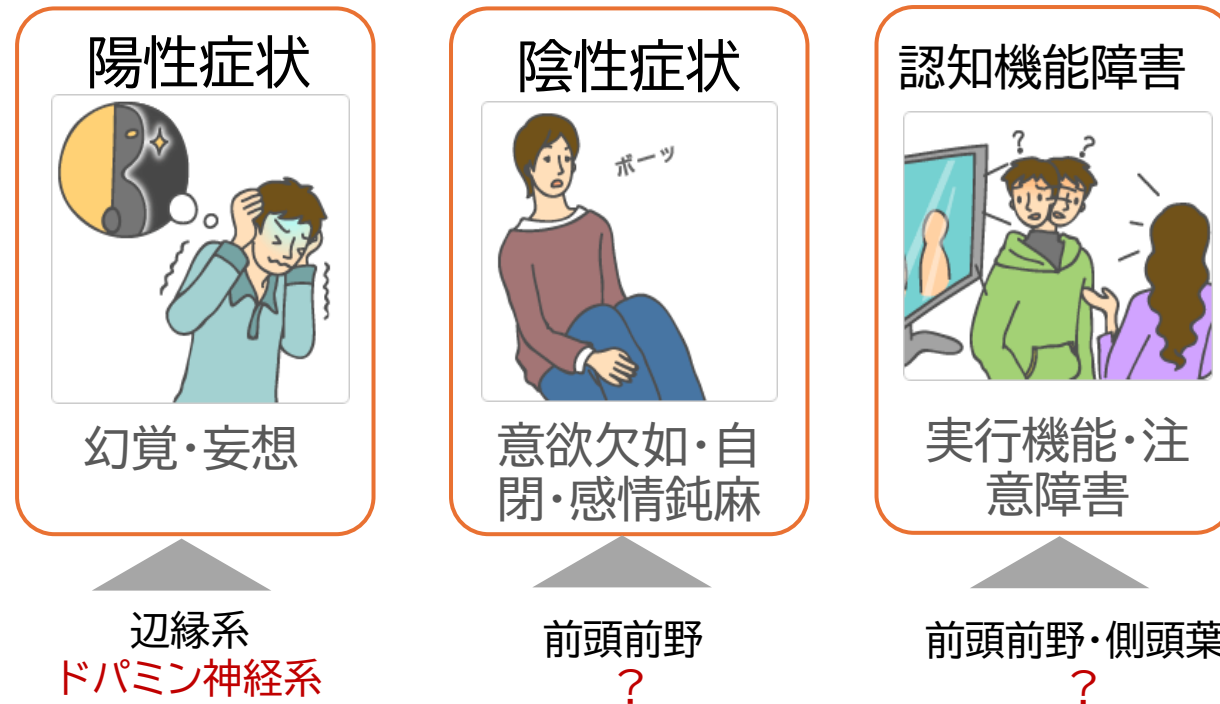 陽性症状
幻覚・妄想
辺縁系
ドパミン神経系
陰性症状
ボーッ
意欲欠如・自
閉・感情鈍麻
前頭前野
?
認知機能障害
? ?
実行機能・注
意障害
前頭前野・側頭葉
?